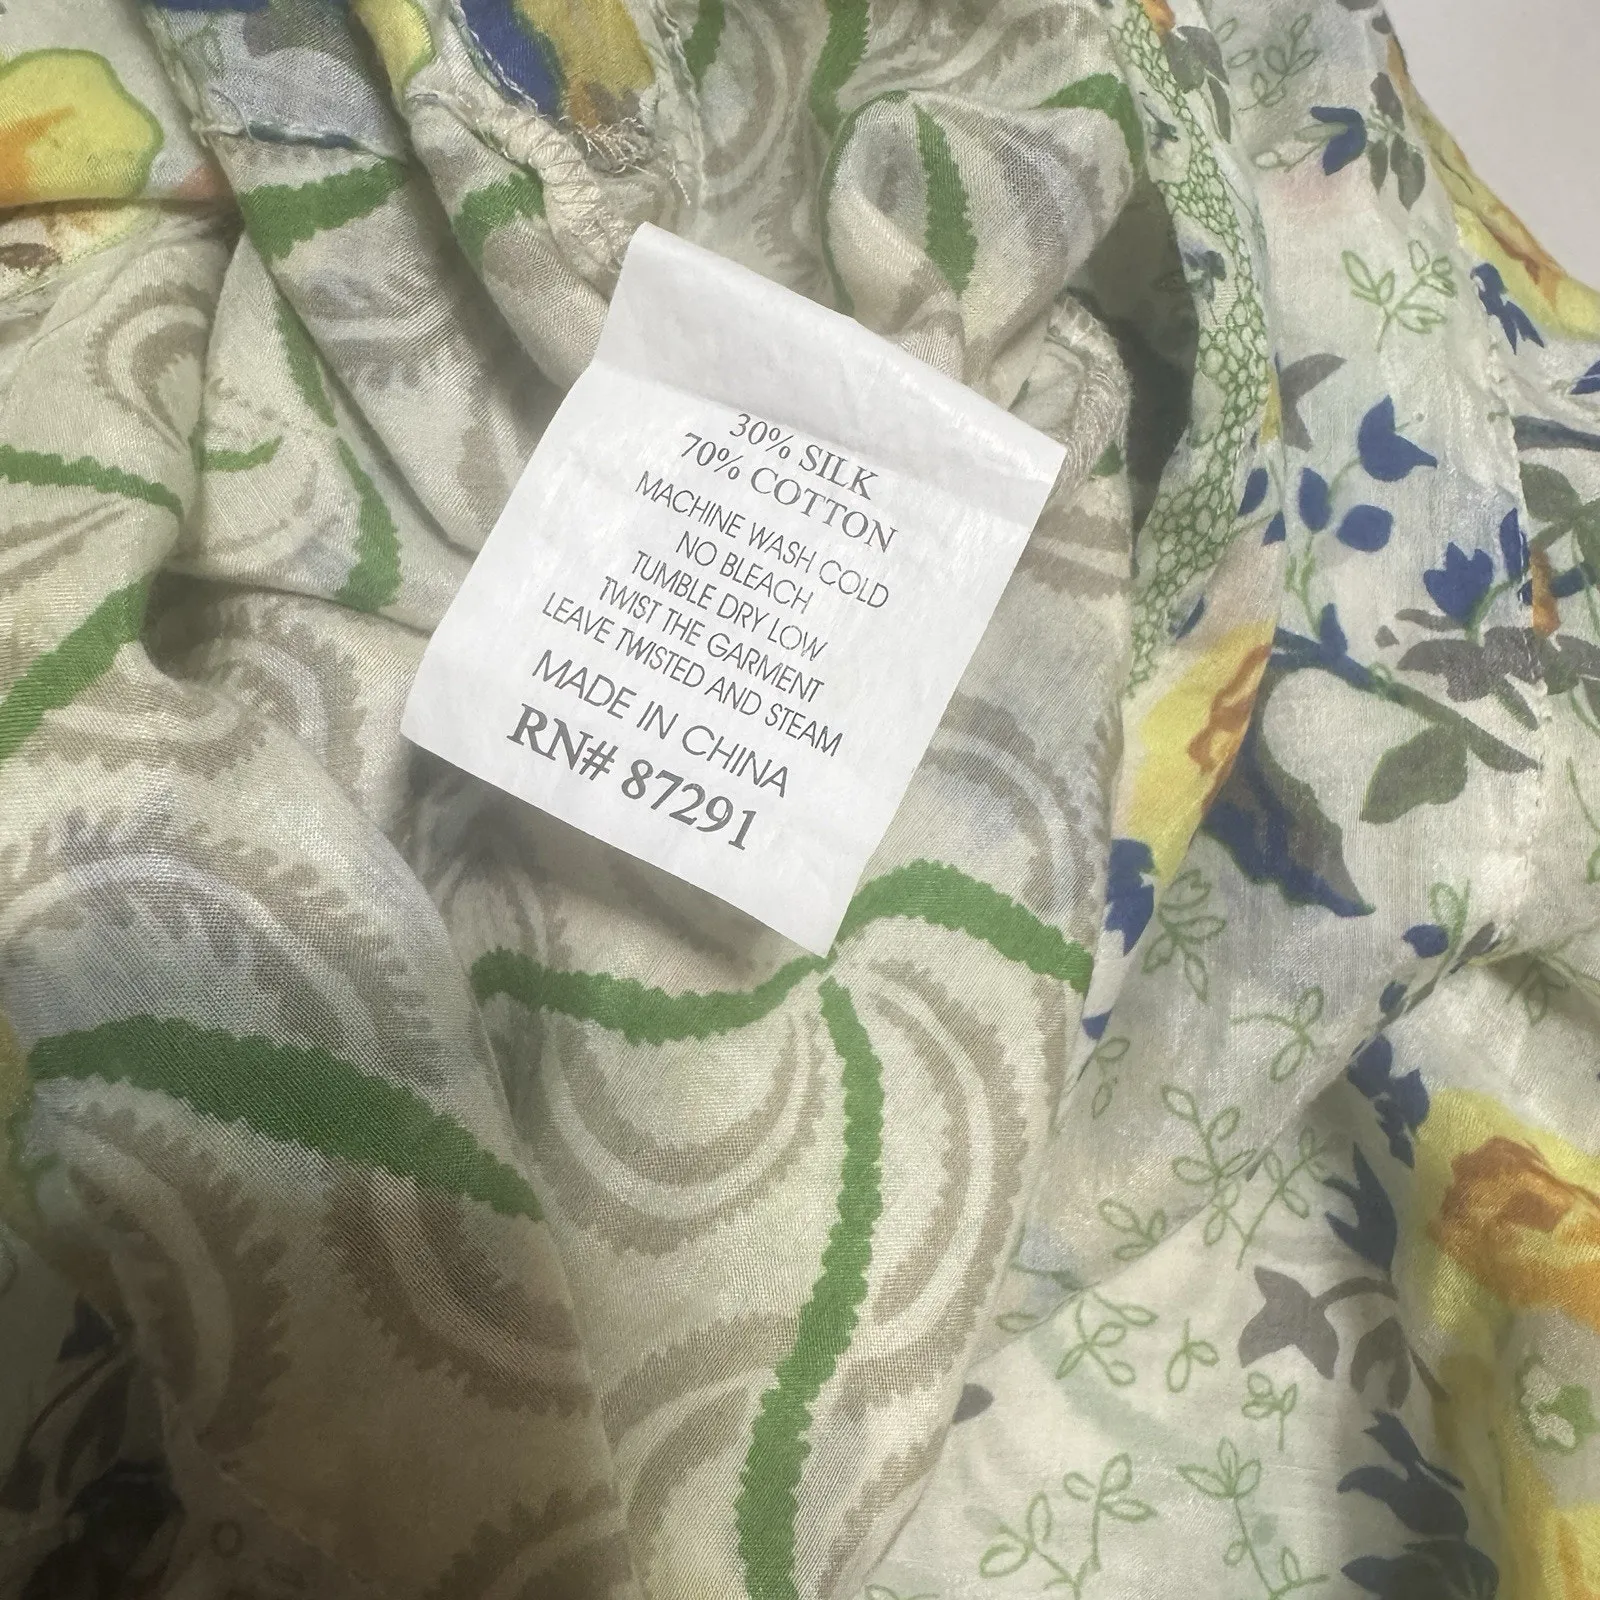 30% SILK
70% COTTON
MACHINE WASH COLD
NO BLEACH
TUMBLE DRY LOW
TWIST THE GARMENT
LEAVE TWISTED AND STEAM
MADE IN CHINA
RN# 87291